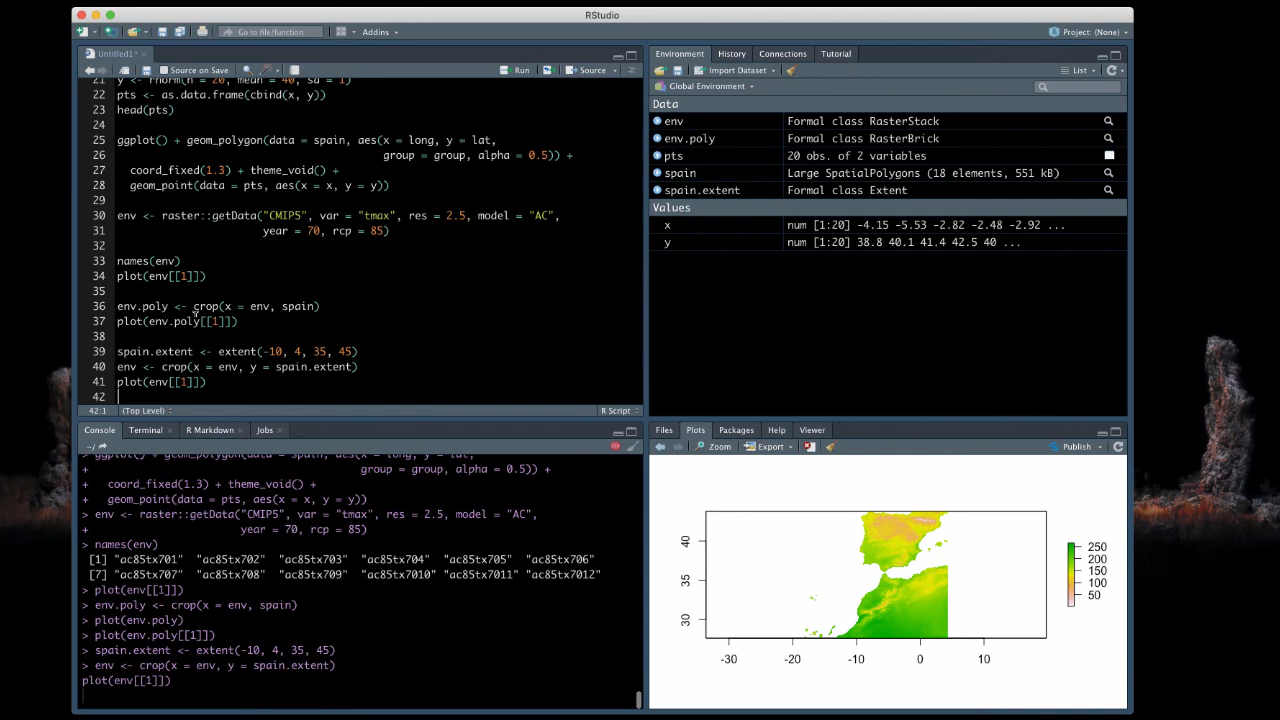 RStudio
Go to file/function
Addins
Project: (None)
Untitled1*
Source on Save
Run
Source
21 y <- rnorm(n = 20, mean = 40, sd = 1)
22 pts <- as.data.frame(cbind(x, y))
23 head(pts)
24
25 ggplot() + geom_polygon(data = spain, aes(x = long, y = lat,
26 group = group, alpha = 0.5)) +
27 coord_fixed(1.3) + theme_void() +
28 geom_point(data = pts, aes(x = x, y = y))
29
30 env <- raster::getData("CMIP5", var = "tmax", res = 2.5, model = "AC",
31 year = 70, rcp = 85)
32
33 names(env)
34 plot(env[[1]])
35
36 env.poly <- crop(x = env, spain)
37 plot(env.poly[[1]])
38
39 spain.extent <- extent(-10, 4, 35, 45)
40 env <- crop(x = env, y = spain.extent)
41 plot(env[[1]])
42
42:1 (Top Level) R Script
Console Terminal R Markdown Jobs
~/
> ggplot() + geom_polygon(data = spain, aes(x = long, y = lat,
+ group = group, alpha = 0.5)) +
+ coord_fixed(1.3) + theme_void() +
+ geom_point(data = pts, aes(x = x, y = y))
> env <- raster::getData("CMIP5", var = "tmax", res = 2.5, model = "AC",
+ year = 70, rcp = 85)
> names(env)
[1] "ac85tx701" "ac85tx702" "ac85tx703" "ac85tx704" "ac85tx705" "ac85tx706"
[7] "ac85tx707" "ac85tx708" "ac85tx709" "ac85tx7010" "ac85tx7011" "ac85tx7012"
> plot(env[[1]])
> env.poly <- crop(x = env, spain)
> plot(env.poly)
> plot(env.poly[[1]])
> spain.extent <- extent(-10, 4, 35, 45)
> env <- crop(x = env, y = spain.extent)
plot(env[[1]])
Environment History Connections Tutorial
Import Dataset
List
Global Environment
Data
env Formal class RasterStack
env.poly Formal class RasterBrick
pts 20 obs. of 2 variables
spain Large SpatialPolygons (18 elements, 551 kB)
spain.extent Formal class Extent
Values
x num [1:20] -4.15 -5.53 -2.82 -2.48 -2.92 ...
y num [1:20] 38.8 40.1 41.4 42.5 40 ...
Files Plots Packages Help Viewer
Zoom Export Publish
40
35
30
-30 -20 -10 0 10
250
200
150
100
50